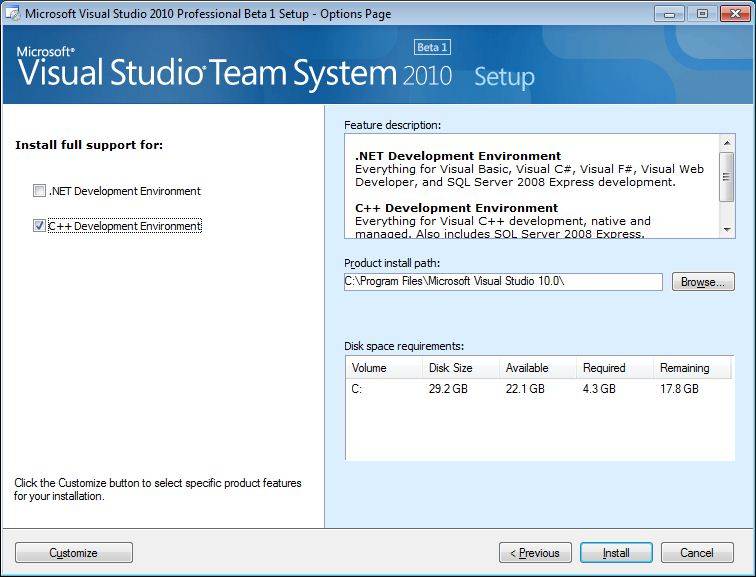 Microsoft Visual Studio 2010 Professional Beta 1 Setup - Options Page
Microsoft®
Visual Studio® Team System 2010 Beta 1 Setup
Install full support for:
.NET Development Environment
C++ Development Environment
Click the Customize button to select specific product features
for your installation.
Feature description:
.NET Development Environment
Everything for Visual Basic, Visual C#, Visual F#, Visual Web
Developer, and SQL Server 2008 Express development.
C++ Development Environment
Everything for Visual C++ development, native and
managed. Also includes SQL Server 2008 Express.
Product install path:
C:\Program Files\Microsoft Visual Studio 10.0\
Browse...
Disk space requirements:
Volume Disk Size Available Required Remaining
C: 29.2 GB 22.1 GB 4.3 GB 17.8 GB
Customize
< Previous
Install
Cancel